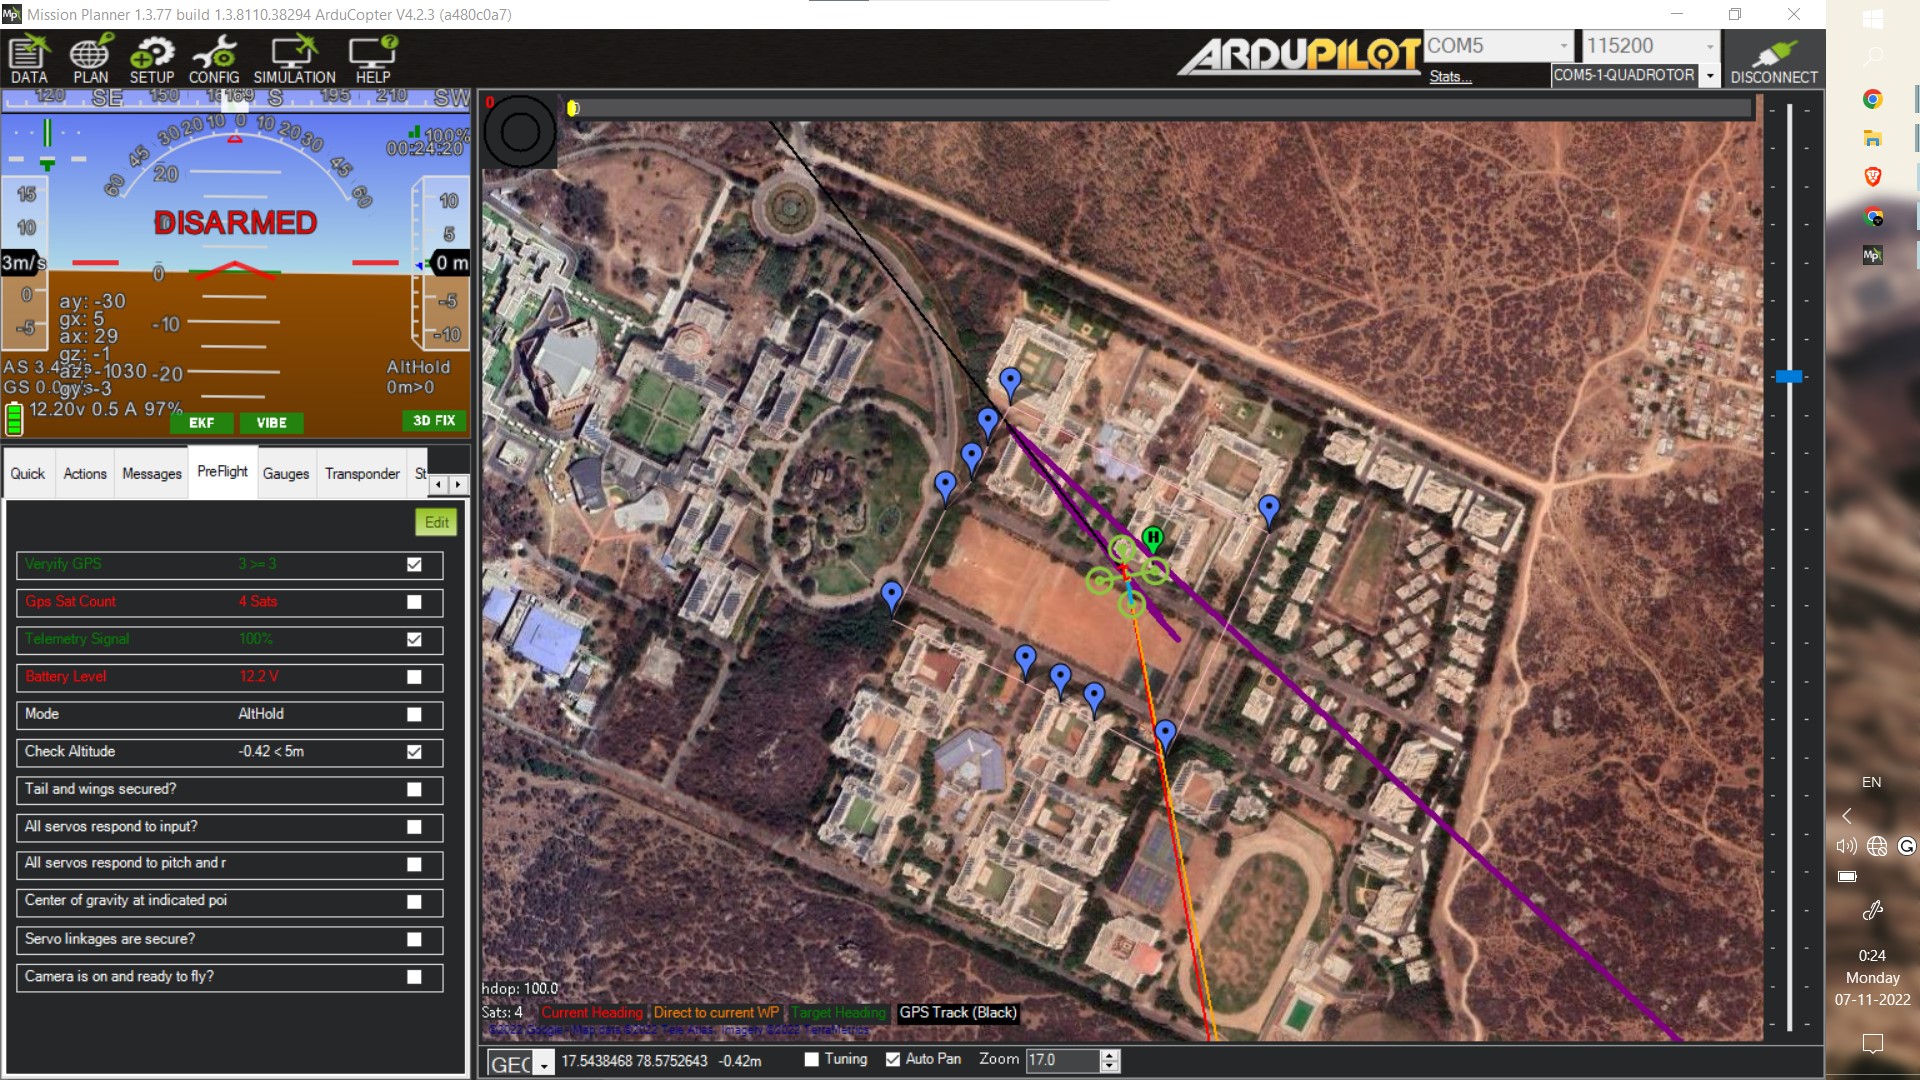 Mission Planner 1.3.77 build 1.3.8110.38294 ArduCopter V4.2.3 (a480c0a7)
DATA PLAN SETUP CONFIG SIMULATION HELP
ARDUPILOT
COM5 115200
Stats... COM5-1-QUADROTOR DISCONNECT
120 SE 150 169 S 195 210 SW
60 45 30 20 10 0 10 20 30 45 60
100%
00:24:20
20
DISARMED
15
10
3m/s
0
-5
0
-10
-20
10
5
0 m
-5
-10
ay: -30
gx: 5
ax: 29
gz: -1
az: -1030
gy: -3
AS
GS
AltHold
0m>0
12.20v 0.5 A 97%
EKF VIBE 3D FIX
Quick Actions Messages PreFlight Gauges Transponder St
Edit
Veryify GPS 3 >= 3
Gps Sat Count 4 Sats
Telemetry Signal 100%
Battery Level 12.2 V
Mode AltHold
Check Altitude -0.42 < 5m
Tail and wings secured?
All servos respond to input?
All servos respond to pitch and r
Center of gravity at indicated poi
Servo linkages are secure?
Camera is on and ready to fly?
0
H
hdop: 100.0
Sats: 4 Current Heading Direct to current WP Target Heading GPS Track (Black)
©2022 Google - Map data ©2022 Tele Atlas, Imagery ©2022 TerraMetrics
GEO 17.5438468 78.5752643 -0.42m Tuning Auto Pan Zoom 17.0
EN
0:24
Monday
07-11-2022